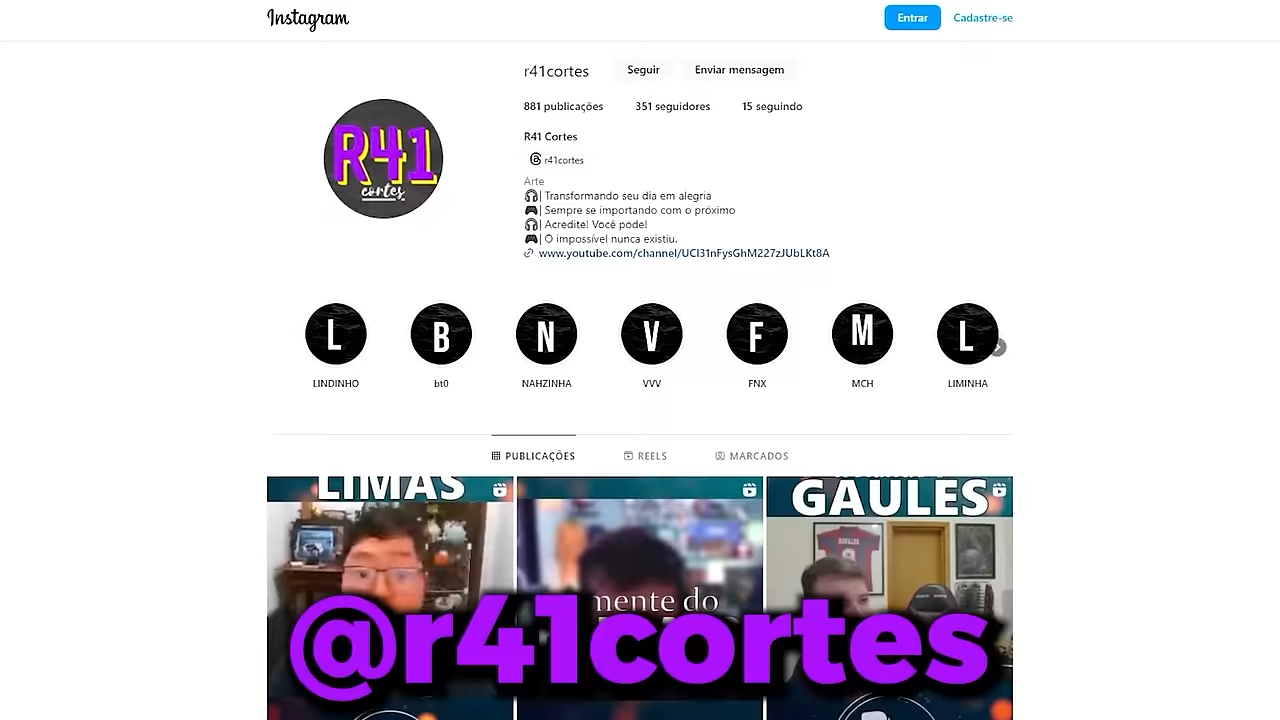 Instagram
Entrar
Cadastre-se
r41cortes
Seguir
Enviar mensagem
881 publicações
351 seguidores
15 seguindo
R41 Cortes
r41cortes
Arte
| Transformando seu dia em alegria
| Sempre se importando com o próximo
| Acredite! Você pode!
| O impossível nunca existiu.
www.youtube.com/channel/UCl31nFysGhM227zJUbLKt8A
R41
cortes
L
B
N
V
F
M
L
LINDINHO
bt0
NAHZINHA
VVV
FNX
MCH
LIMINHA
PUBLICAÇÕES
REELS
MARCADOS
LIMAS
GAULES
mente do
@r41cortes